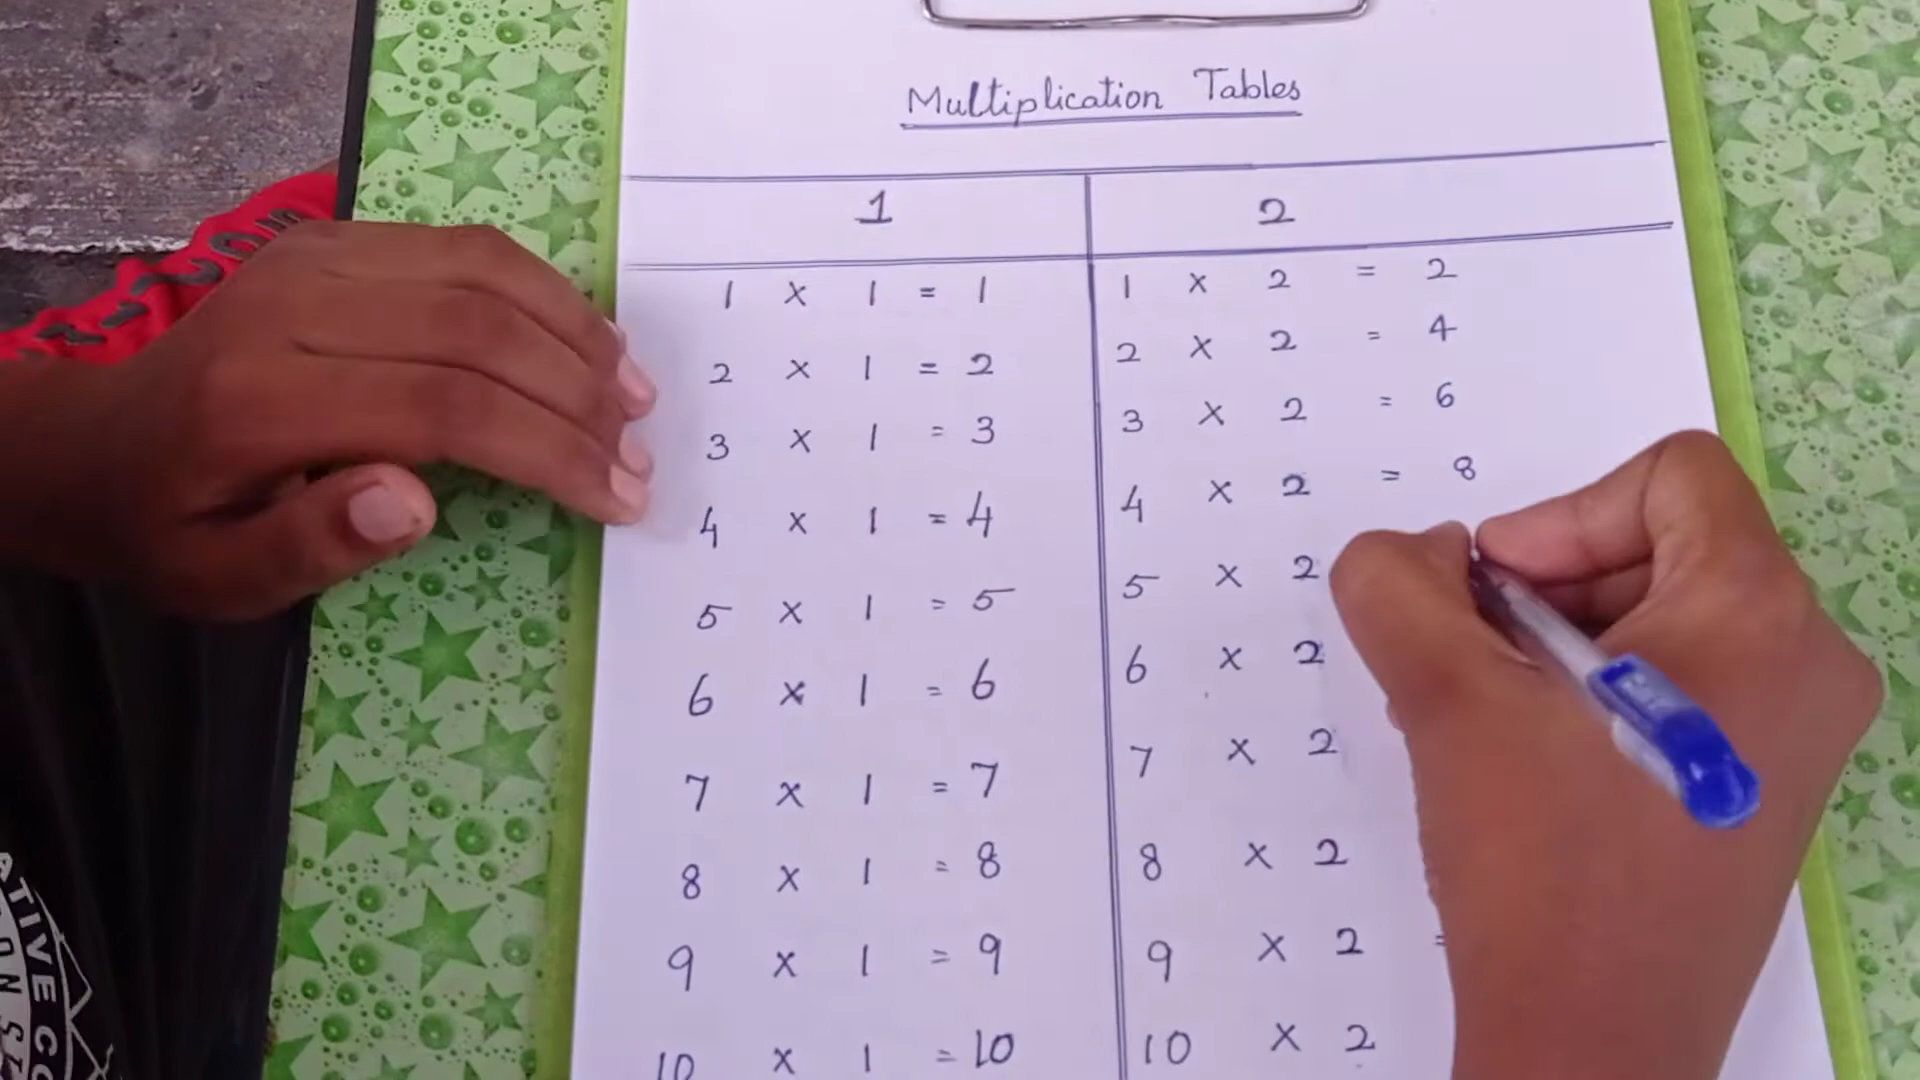 Multiplication Tables
1 2
1 x 1 = 1 1 x 2 = 2
2 x 1 = 2 2 x 2 = 4
3 x 1 = 3 3 x 2 = 6
4 x 1 = 4 4 x 2 = 8
5 x 1 = 5 5 x 2
6 x 1 = 6 6 x 2
7 x 1 = 7 7 x 2
8 x 1 = 8 8 x 2
9 x 1 = 9 9 x 2 =
10 x 1 = 10 10 x 2